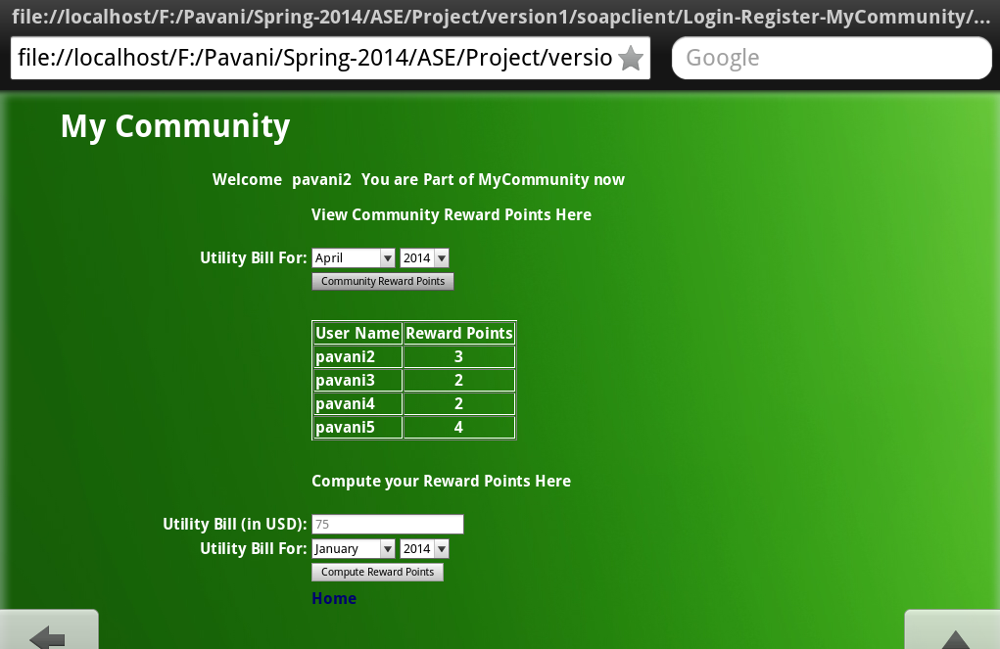 file://localhost/F:/Pavani/Spring-2014/ASE/Project/version1/soapclient/Login-Register-MyCommunity/...
file://localhost/F:/Pavani/Spring-2014/ASE/Project/versio Google
My Community
Welcome pavani2 You are Part of MyCommunity now
View Community Reward Points Here
Utility Bill For: April 2014
Community Reward Points
User Name Reward Points
pavani2 3
pavani3 2
pavani4 2
pavani5 4
Compute your Reward Points Here
Utility Bill (in USD): 75
Utility Bill For: January 2014
Compute Reward Points
Home